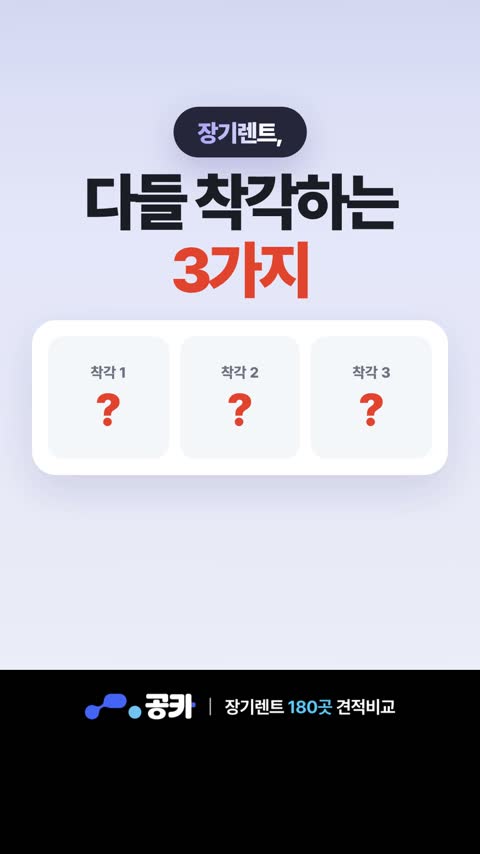 장기렌트,
다들 착각하는
3가지
착각 1
?
착각 2
?
착각 3
?
공카 | 장기렌트 180곳 견적비교